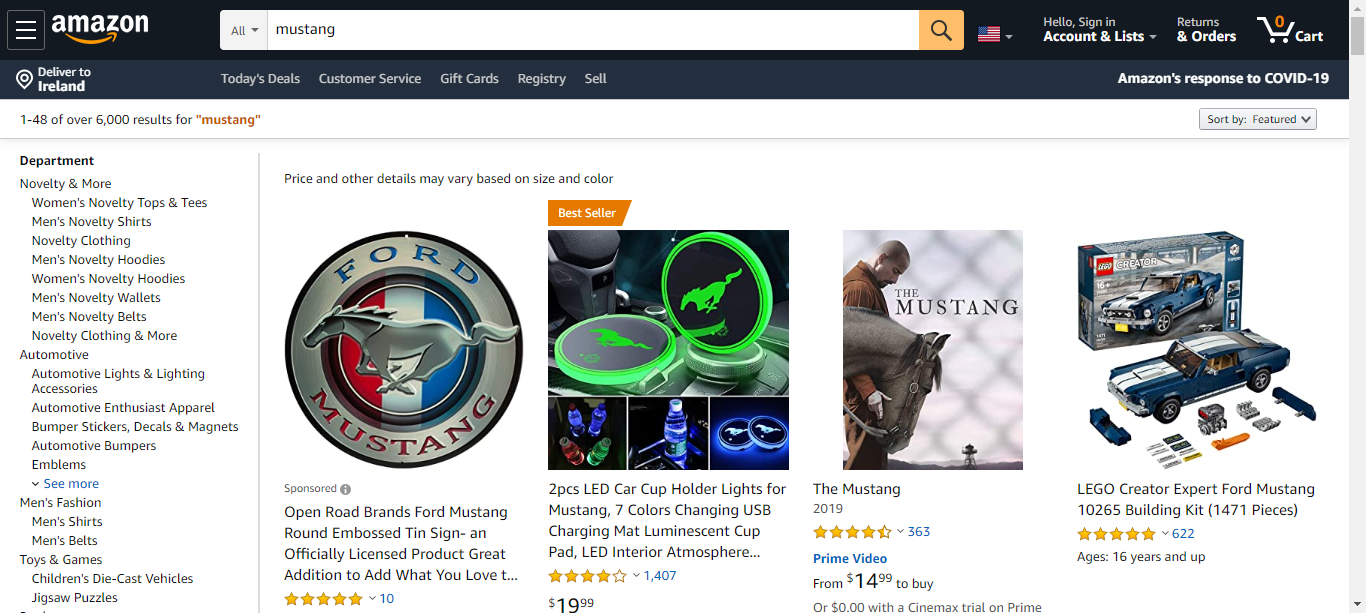 amazon
All
mustang
Hello, Sign in
Account & Lists
Returns
& Orders
0
Cart
Deliver to
Ireland
Today's Deals
Customer Service
Gift Cards
Registry
Sell
Amazon's response to COVID-19
1-48 of over 6,000 results for "mustang"
Sort by: Featured
Department
Novelty & More
Women's Novelty Tops & Tees
Men's Novelty Shirts
Novelty Clothing
Men's Novelty Hoodies
Women's Novelty Hoodies
Men's Novelty Wallets
Men's Novelty Belts
Novelty Clothing & More
Automotive
Automotive Lights & Lighting
Accessories
Automotive Enthusiast Apparel
Bumper Stickers, Decals & Magnets
Automotive Bumpers
Emblems
See more
Men's Fashion
Men's Shirts
Men's Belts
Toys & Games
Children's Die-Cast Vehicles
Jigsaw Puzzles
Price and other details may vary based on size and color
FORD
MUSTANG
Sponsored
Open Road Brands Ford Mustang
Round Embossed Tin Sign- an
Officially Licensed Product Great
Addition to Add What You Love t...
10
Best Seller
2pcs LED Car Cup Holder Lights for
Mustang, 7 Colors Changing USB
Charging Mat Luminescent Cup
Pad, LED Interior Atmosphere...
1,407
$1999
THE
MUSTANG
The Mustang
2019
363
Prime Video
From $1499 to buy
Or $0.00 with a Cinemax trial on Prime
LEGO
CREATOR
EXPERT
16+
LEGO Creator Expert Ford Mustang
10265 Building Kit (1471 Pieces)
622
Ages: 16 years and up